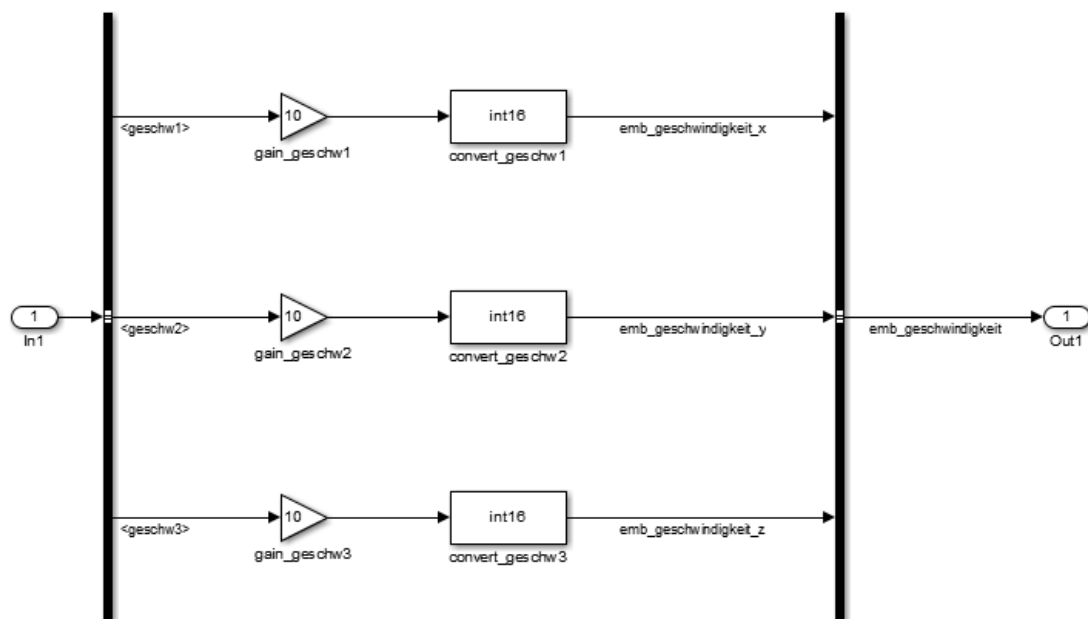 10
int16
<geschw1>
emb_geschwindigkeit_x
gain_geschw1
convert_geschw1
1
10
int16
1
In1
<geschw2>
emb_geschwindigkeit_y
emb_geschwindigkeit
gain_geschw2
convert_geschw2
Out1
10
int16
<geschw3>
emb_geschwindigkeit_z
gain_geschw3
convert_geschw3